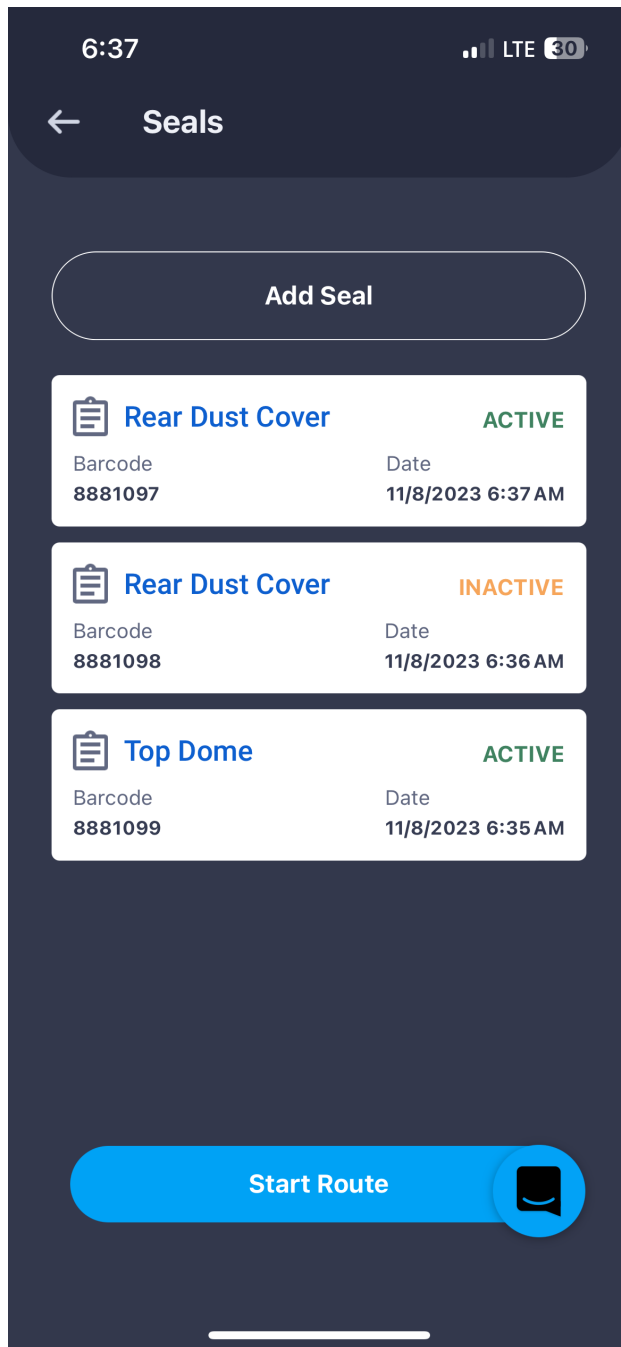 6:37 LTE 30
Seals
Add Seal
Rear Dust Cover ACTIVE
Barcode Date
8881097 11/8/2023 6:37 AM
Rear Dust Cover INACTIVE
Barcode Date
8881098 11/8/2023 6:36 AM
Top Dome ACTIVE
Barcode Date
8881099 11/8/2023 6:35 AM
Start Route